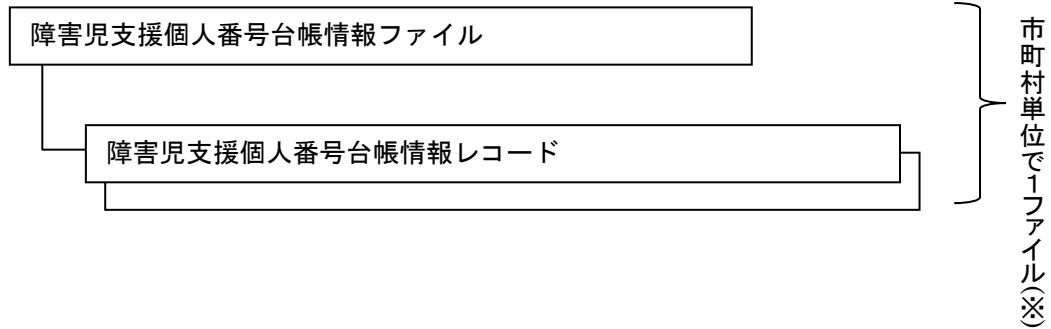 障害児支援個人番号台帳情報ファイル
障害児支援個人番号台帳情報レコード
市町村単位で1ファイル(※)